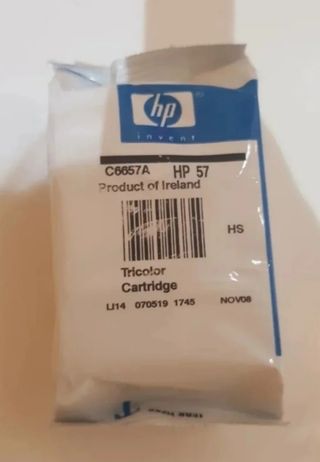 hp
invent
C6657A HP 57
Product of Ireland
HS
Tricolor
Cartridge
LI14 070519 1745 NOV08